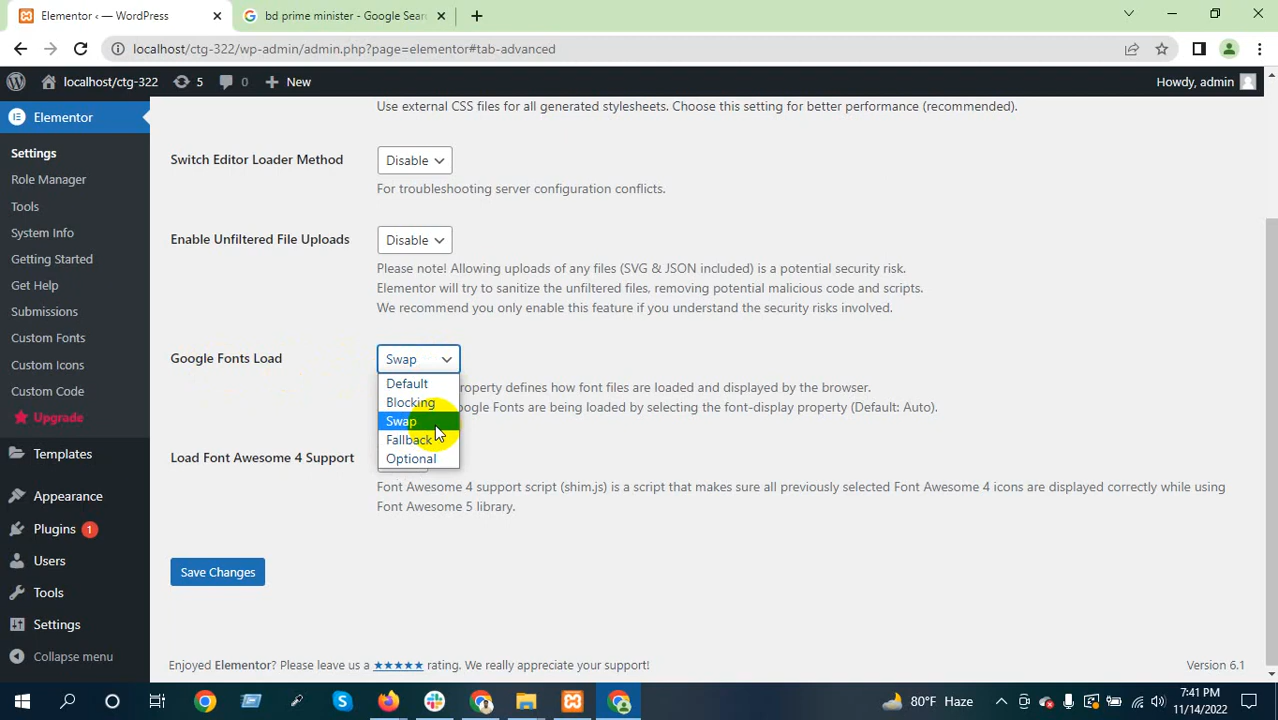 Elementor ‹ — WordPress
bd prime minister - Google Sear
localhost/ctg-322/wp-admin/admin.php?page=elementor#tab-advanced
localhost/ctg-322
5
0
New
Howdy, admin
Elementor
Settings
Role Manager
Tools
System Info
Getting Started
Get Help
Submissions
Custom Fonts
Custom Icons
Custom Code
Upgrade
Templates
Appearance
Plugins 1
Users
Tools
Settings
Collapse menu
Use external CSS files for all generated stylesheets. Choose this setting for better performance (recommended).
Switch Editor Loader Method
Disable
For troubleshooting server configuration conflicts.
Enable Unfiltered File Uploads
Disable
Please note! Allowing uploads of any files (SVG & JSON included) is a potential security risk.
Elementor will try to sanitize the unfiltered files, removing potential malicious code and scripts.
We recommend you only enable this feature if you understand the security risks involved.
Google Fonts Load
Swap
Default
Blocking
Swap
Fallback
Optional
property defines how font files are loaded and displayed by the browser.
Google Fonts are being loaded by selecting the font-display property (Default: Auto).
Load Font Awesome 4 Support
Font Awesome 4 support script (shim.js) is a script that makes sure all previously selected Font Awesome 4 icons are displayed correctly while using
Font Awesome 5 library.
Save Changes
Enjoyed Elementor? Please leave us a ★★★★★ rating. We really appreciate your support!
Version 6.1
80°F Haze
7:41 PM
11/14/2022